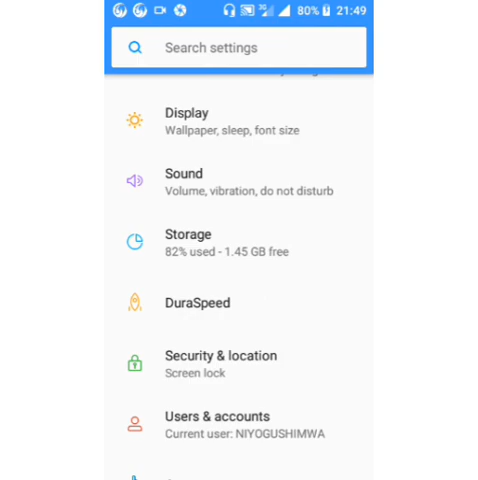 3G 80% 21:49
Search settings
Display
Wallpaper, sleep, font size
Sound
Volume, vibration, do not disturb
Storage
82% used - 1.45 GB free
DuraSpeed
Security & location
Screen lock
Users & accounts
Current user: NIYOGUSHIMWA